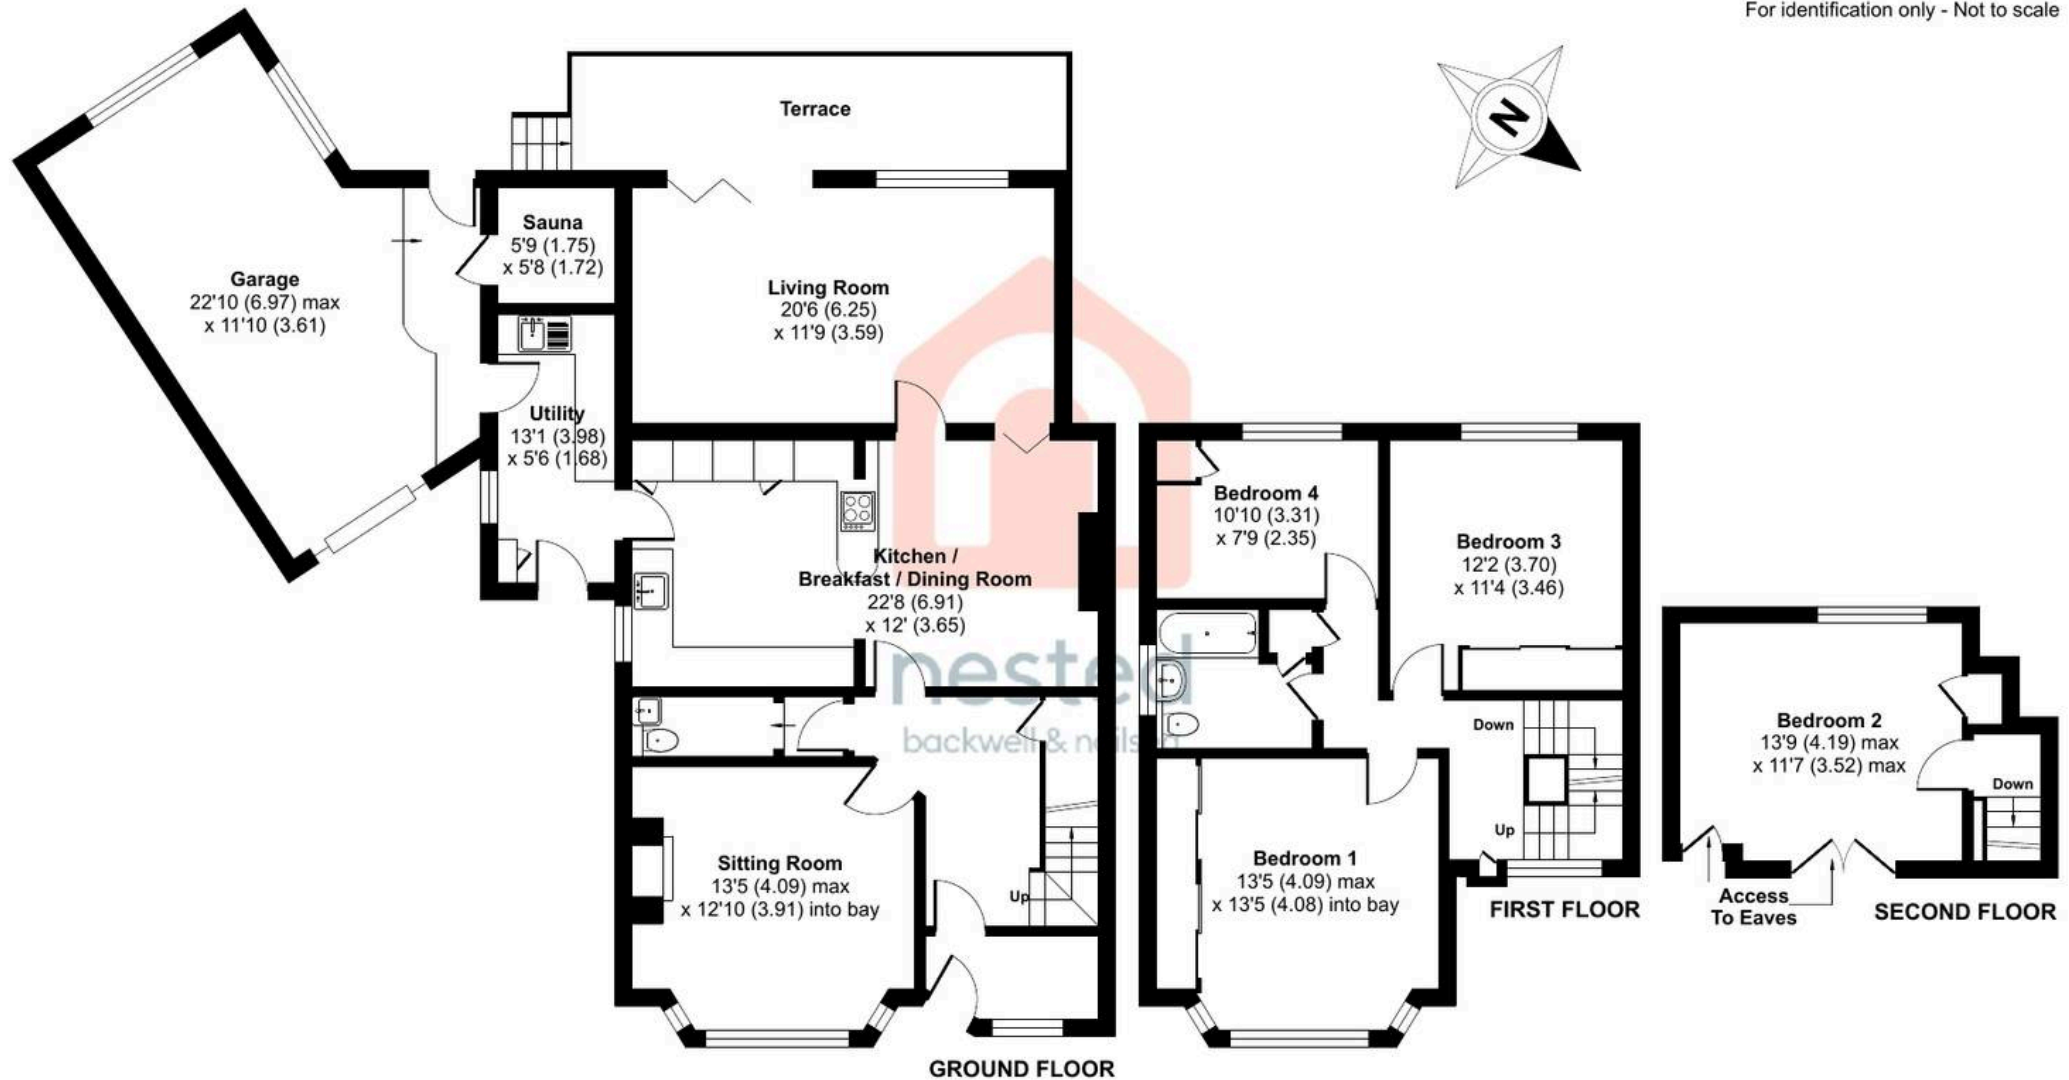 For identification only - Not to scale
N
Terrace
Sauna
5'9 (1.75)
x 5'8 (1.72)
Garage
22'10 (6.97) max
x 11'10 (3.61)
Living Room
20'6 (6.25)
x 11'9 (3.59)
Utility
13'1 (3.98)
x 5'6 (1.68)
Kitchen /
Breakfast / Dining Room
22'8 (6.91)
x 12' (3.65)
nested
backwell & nailsea
Sitting Room
13'5 (4.09) max
x 12'10 (3.91) into bay
Up
GROUND FLOOR
Bedroom 4
10'10 (3.31)
x 7'9 (2.35)
Bedroom 3
12'2 (3.70)
x 11'4 (3.46)
Down
Up
Bedroom 1
13'5 (4.09) max
x 13'5 (4.08) into bay
FIRST FLOOR
Bedroom 2
13'9 (4.19) max
x 11'7 (3.52) max
Down
Access
To Eaves
SECOND FLOOR